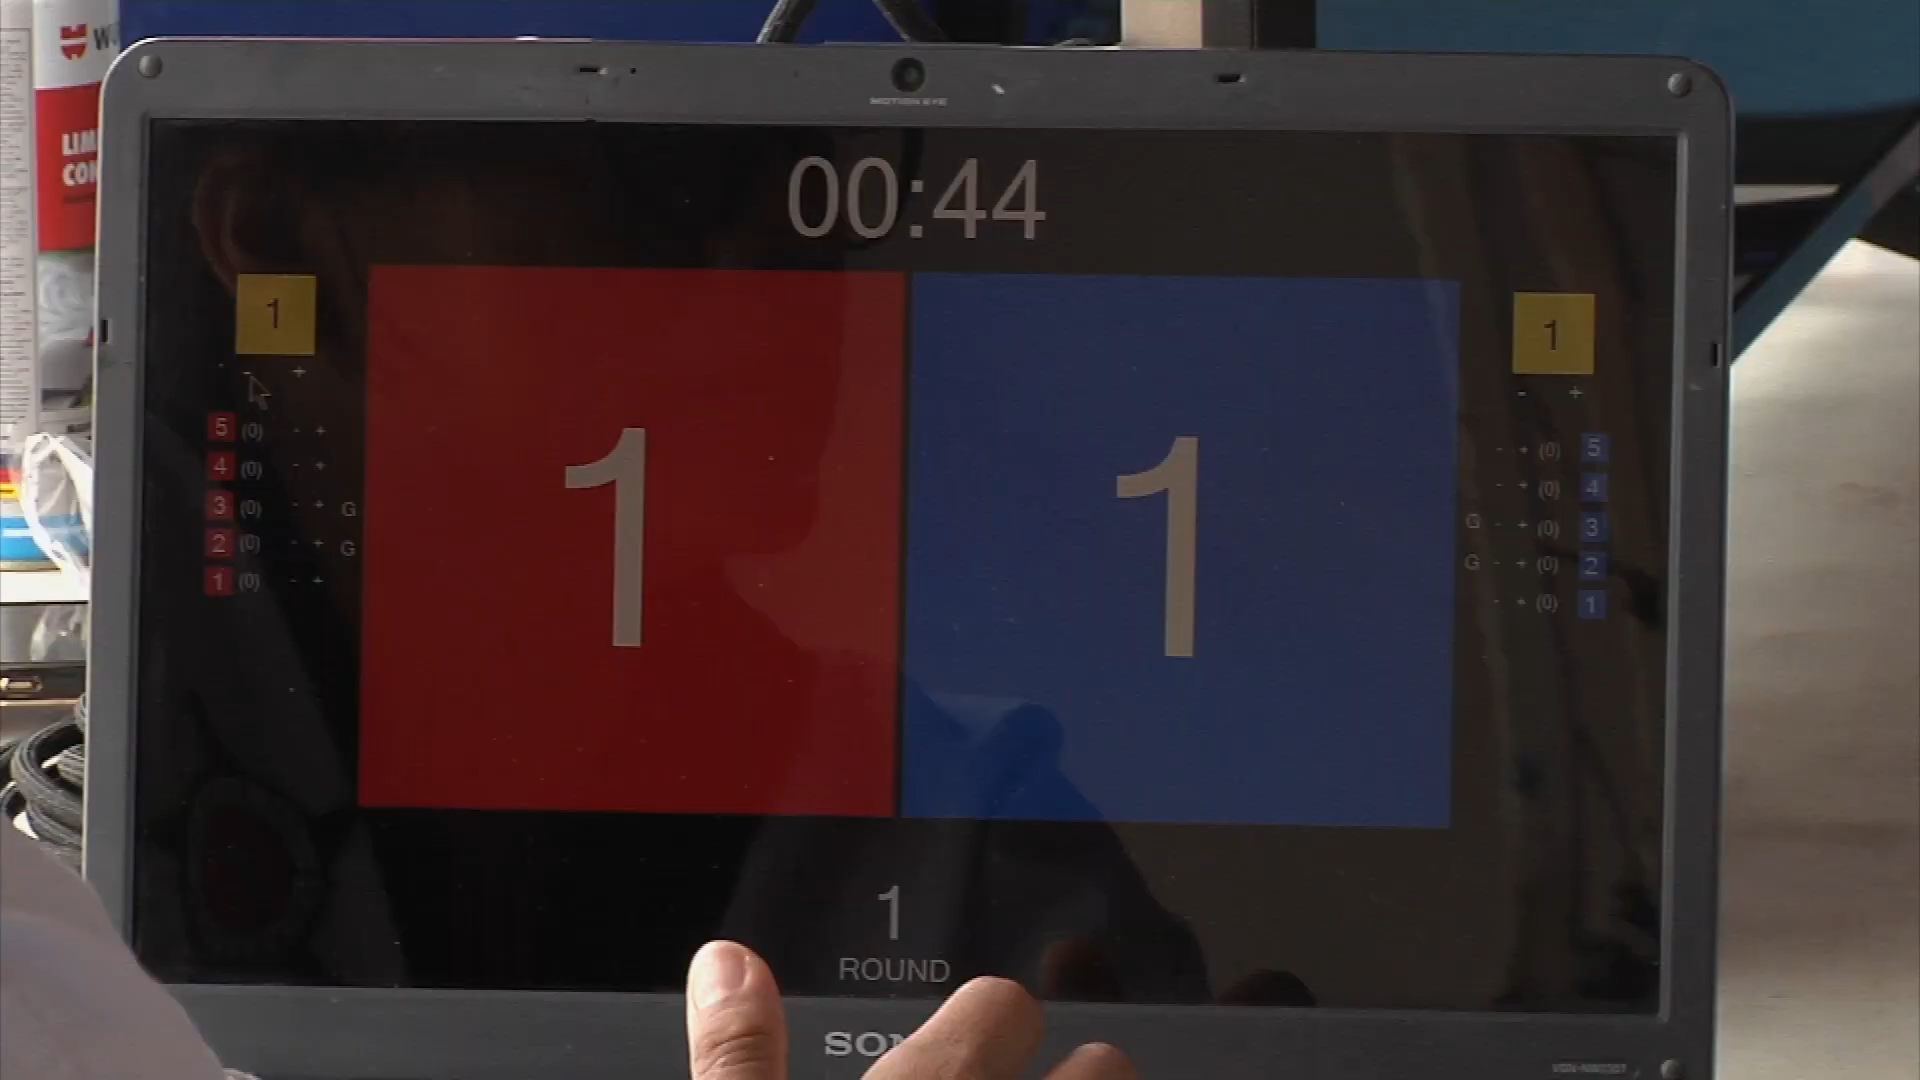 MOTION EYE
00:44
1
1
- +
- +
5 (0) - +
4 (0) - +
3 (0) - + G
2 (0) - + G
1 (0) - +
1
1
- + (0) 5
- + (0) 4
G - + (0) 3
G - + (0) 2
- + (0) 1
1
ROUND